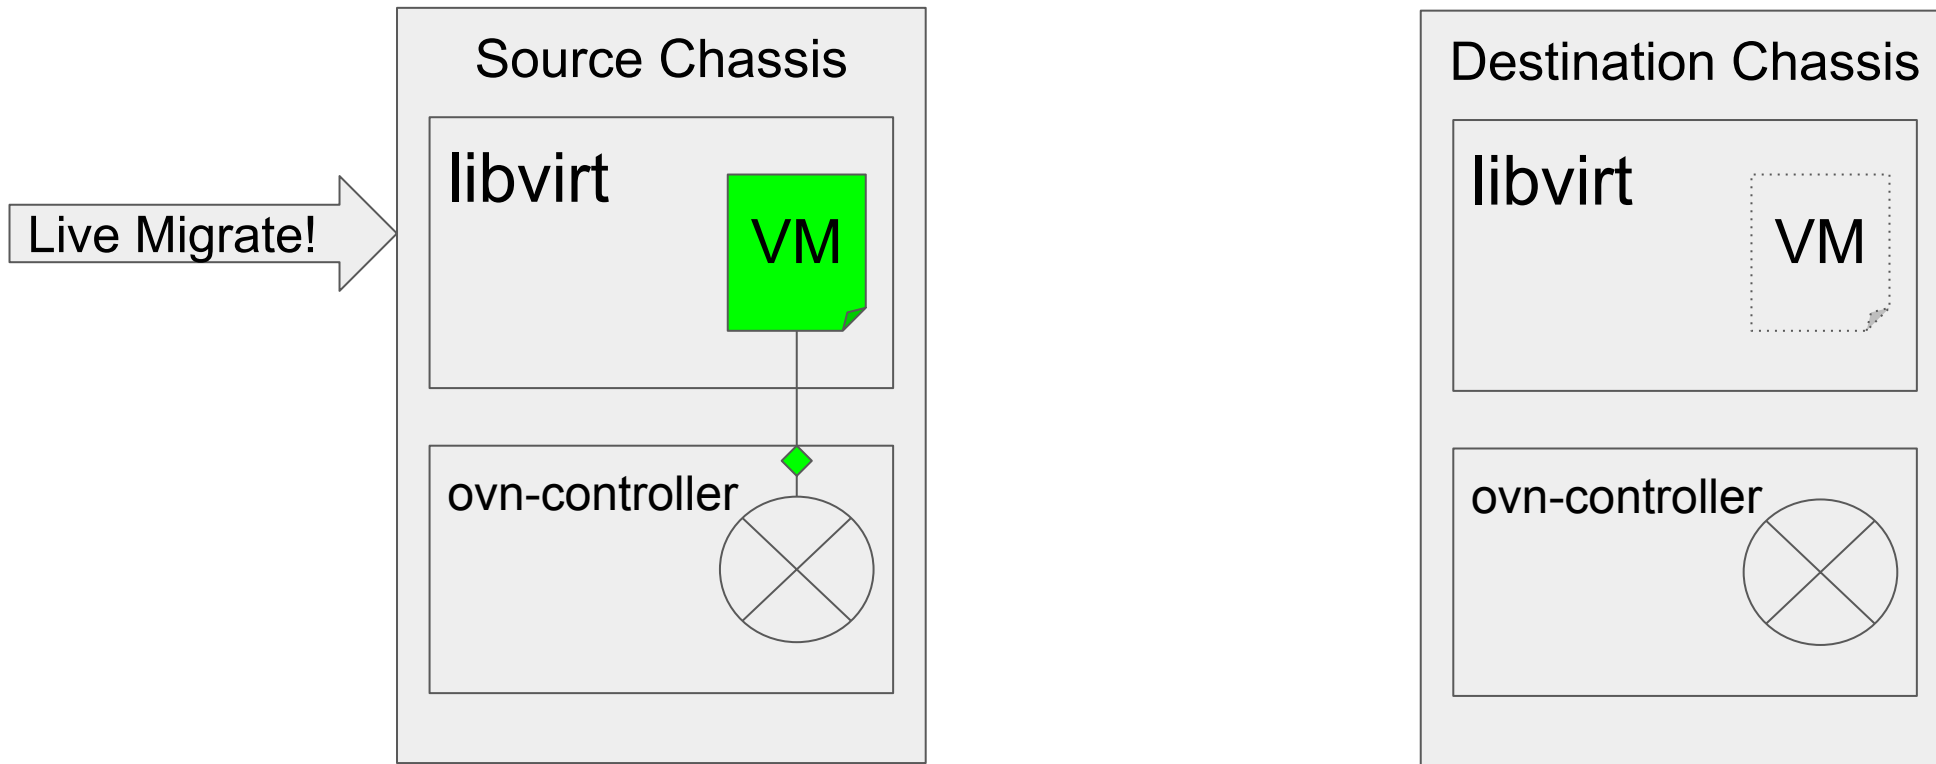 Live Migrate!
Source Chassis
libvirt
VM
ovn-controller
Destination Chassis
libvirt
VM
ovn-controller